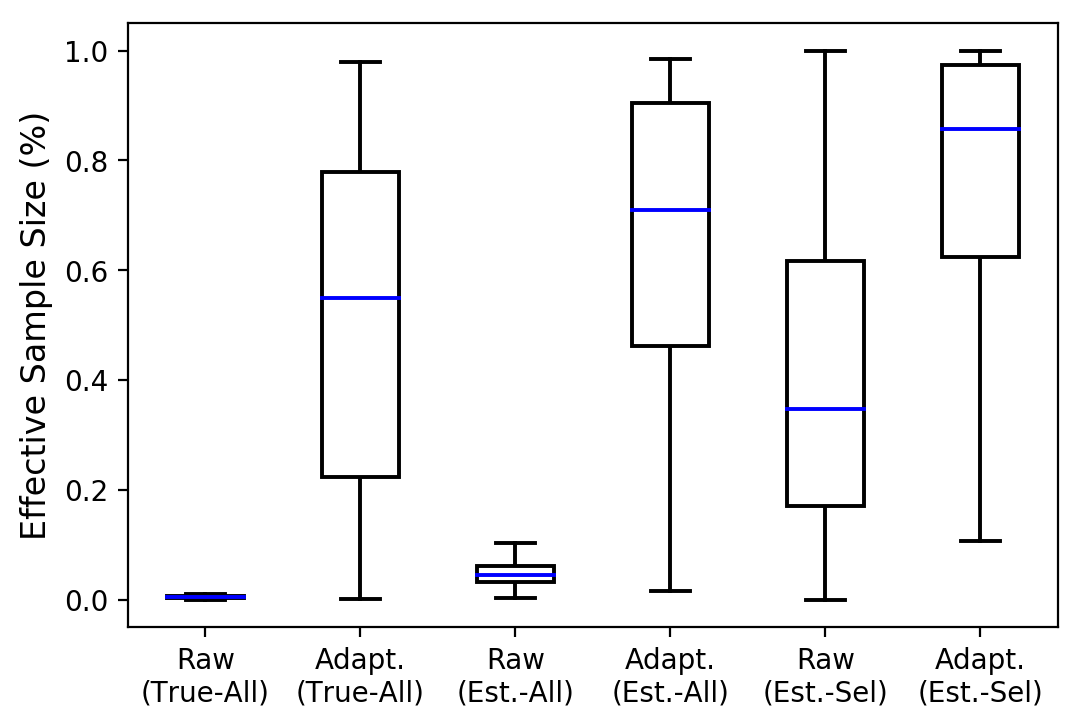 Effective Sample Size (%)
1.0
0.8
0.6
0.4
0.2
0.0
Raw
(True-All)
Adapt.
(True-All)
Raw
(Est.-All)
Adapt.
(Est.-All)
Raw
(Est.-Sel)
Adapt.
(Est.-Sel)